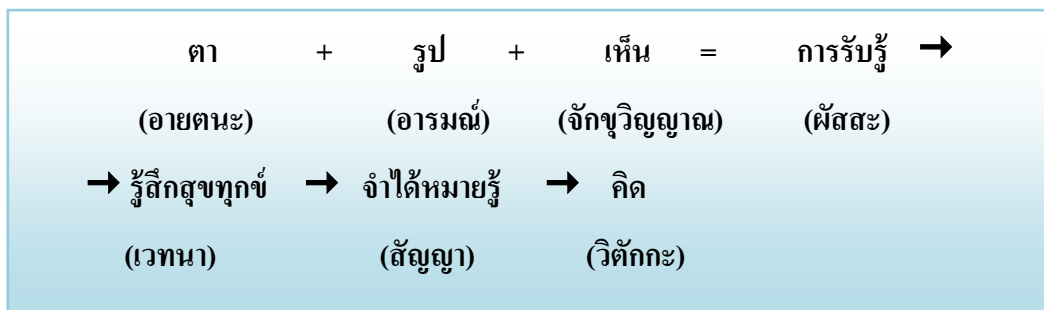 ตา + รูป + เห็น = การรับรู้ →
(อายตนะ) (อารมณ์) (จักขุวิญญาณ) (ผัสสะ)
→ รู้สึกสุขทุกข์ → จำได้หมายรู้ → คิด
(เวทนา) (สัญญา) (วิตักกะ)